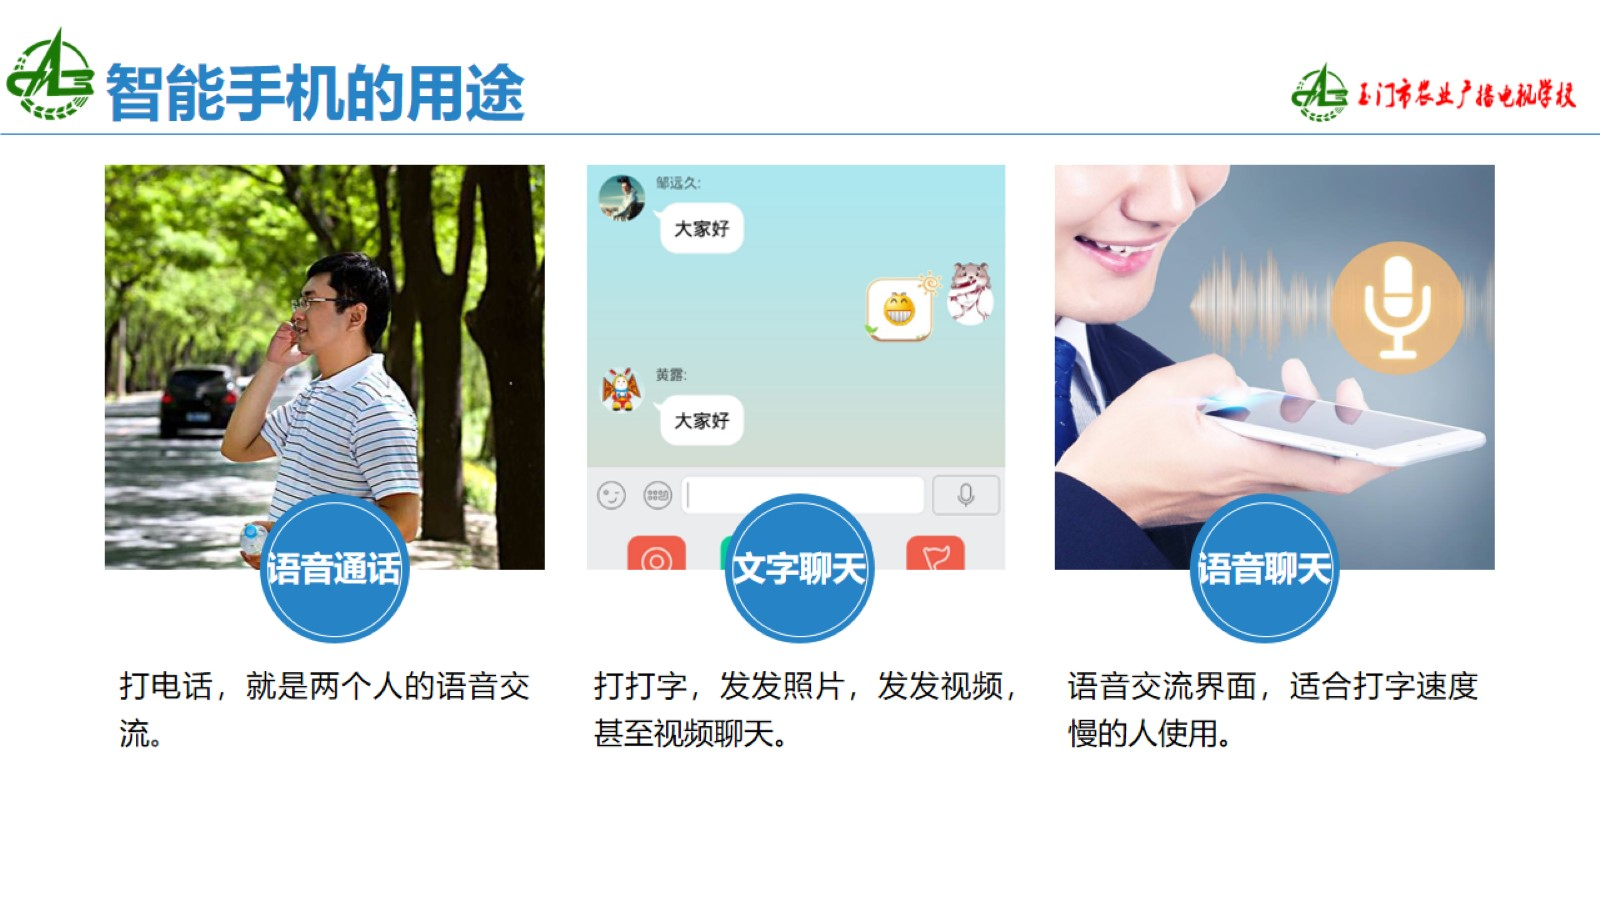 智能手机的用途
玉门市农业广播电视学校
邹远久:
大家好
黄露:
大家好
语音通话
文字聊天
语音聊天
打电话，就是两个人的语音交
流。
打打字，发发照片，发发视频，
甚至视频聊天。
语音交流界面，适合打字速度
慢的人使用。